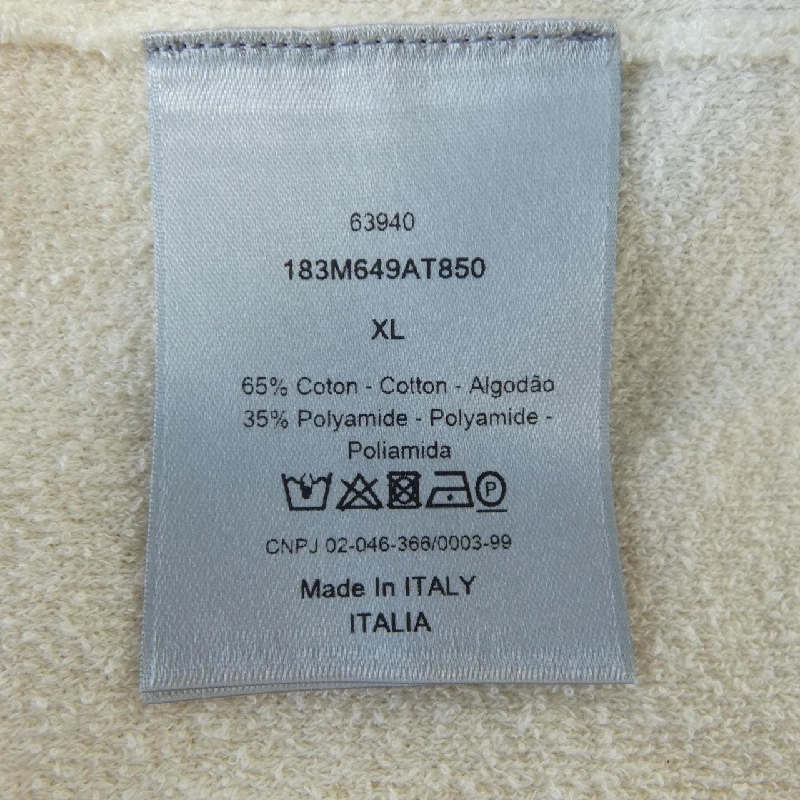 63940
183M649AT850
XL
65% Coton - Cotton - Algodão
35% Polyamide - Polyamide -
Poliamida
P
CNPJ 02-046-366/0003-99
Made In ITALY
ITALIA